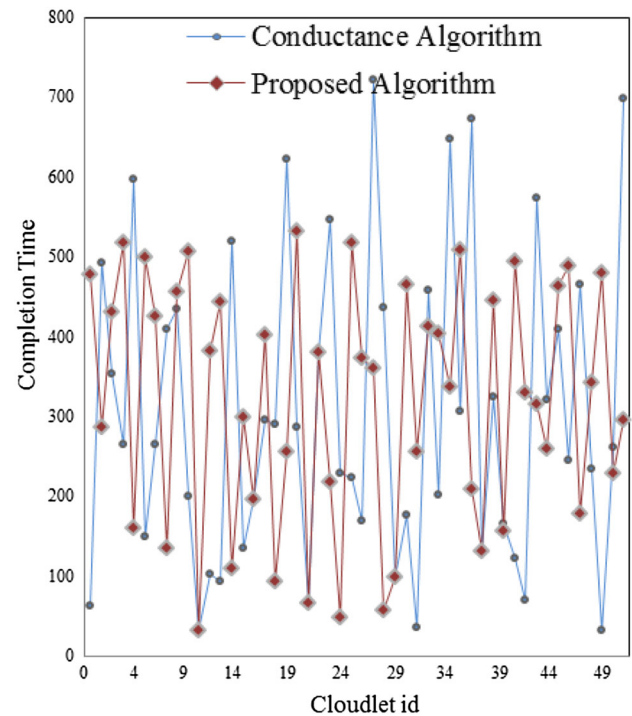 800
700
600
500
400
300
200
100
0
Completion Time
Conductance Algorithm
Proposed Algorithm
0 4 9 14 19 24 29 34 39 44 49
Cloudlet id